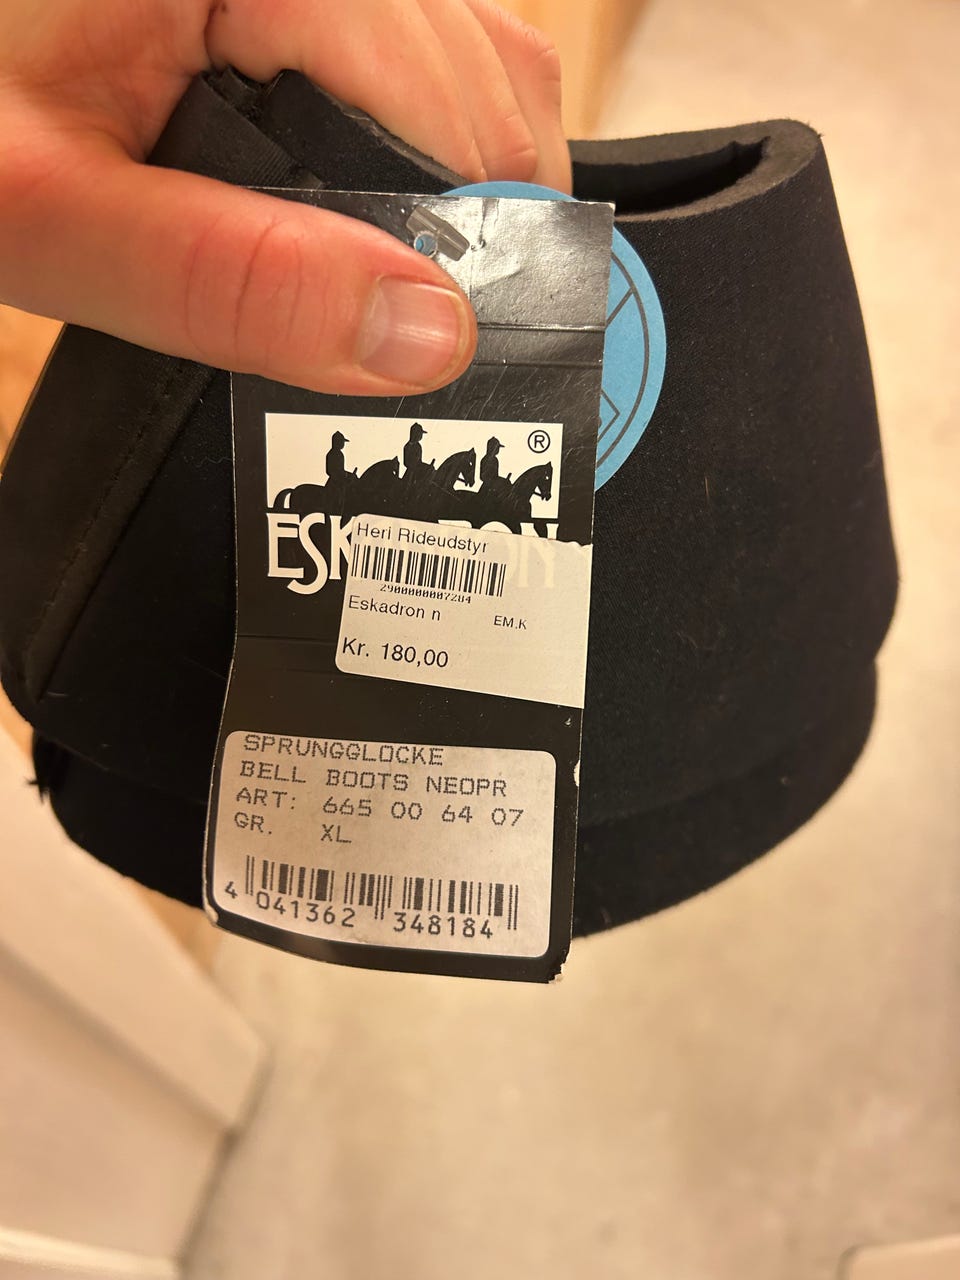 ®
ESK
Heri Rideudstyr
2900000007284
Eskadron n
EM.K
Kr. 180,00
SPRUNGGLOCKE
BELL BOOTS NEOPR
ART: 665 00 64 07
GR. XL
4 041362 348184